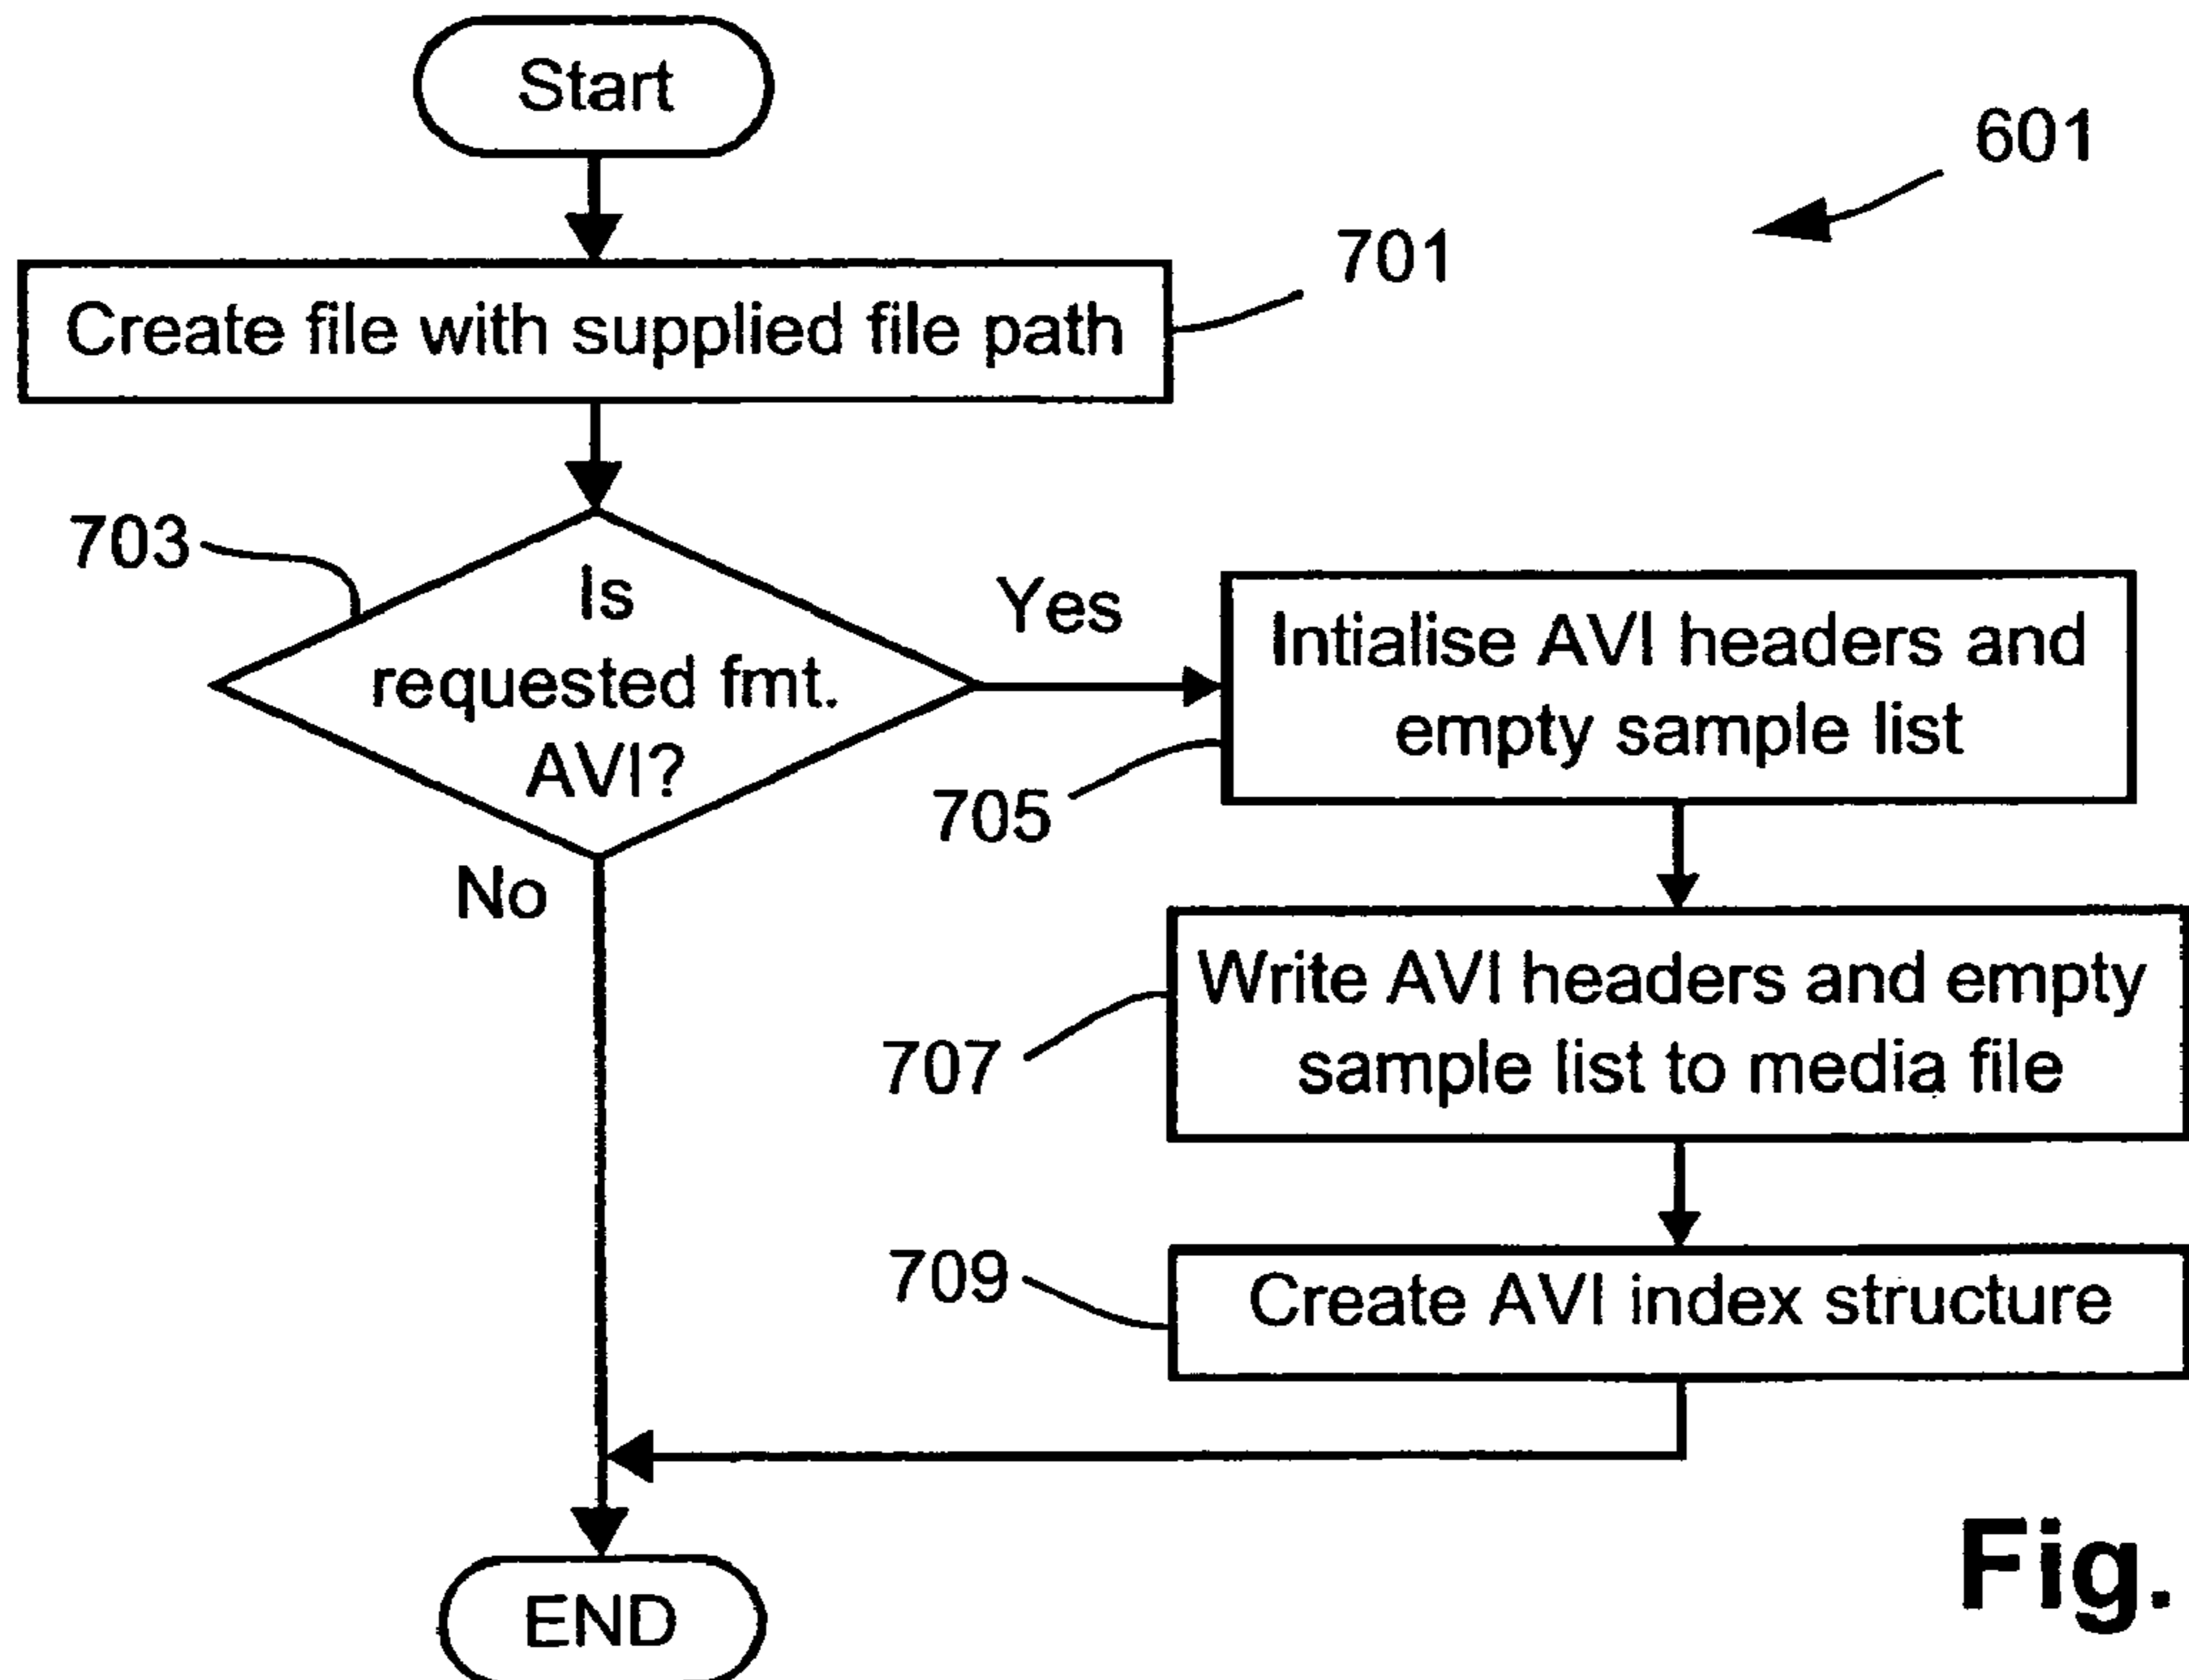 Start
601
701
Create file with supplied file path
703
Is
requested fmt.
AVI?
Yes
No
Intialise AVI headers and
empty sample list
705
Write AVI headers and empty
sample list to media file
707
709
Create AVI index structure
END
Fig.